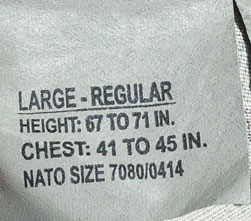 LARGE - REGULAR
HEIGHT: 67 TO 71 IN.
CHEST: 41 TO 45 IN.
NATO SIZE 7080/0414